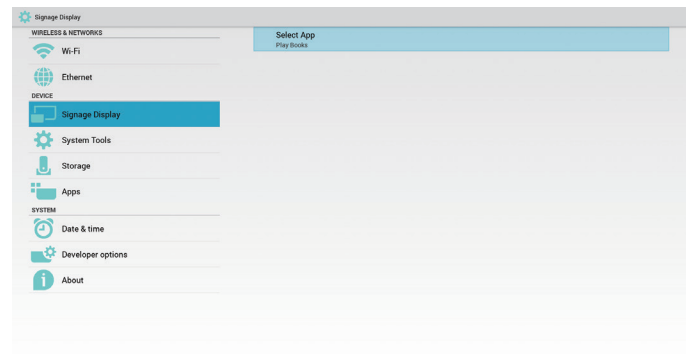 Signage Display
WIRELESS & NETWORKS
Wi-Fi
Ethernet
DEVICE
Signage Display
System Tools
Storage
Apps
SYSTEM
Date & time
Developer options
About
Select App
Play Books